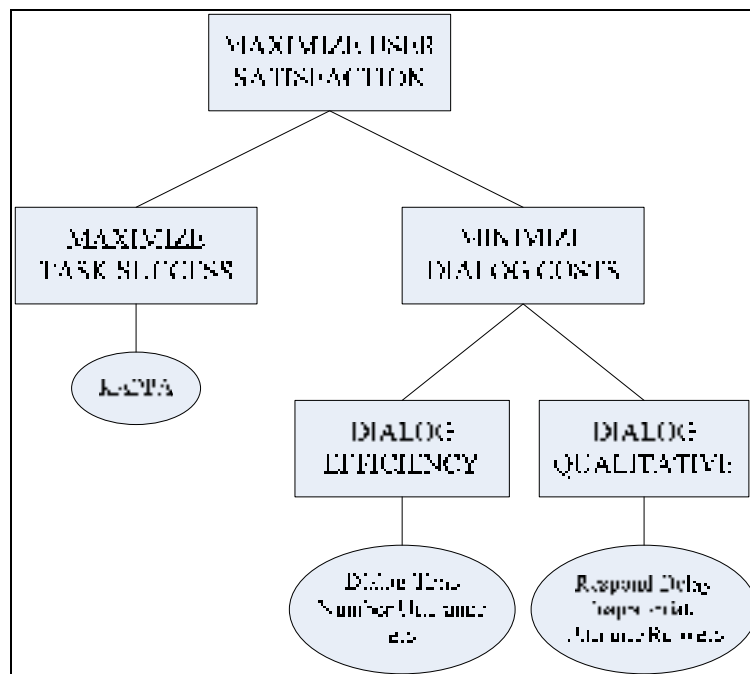 MAXIMIZE USER
SATISFACTION
MAXIMIZE
TASK SUCCESS
MINIMIZE
DIALOG COSTS
KAPPA
DIALOG
EFFICIENCY
DIALOG
QUALITATIVE
Dialog Time
Number Utterance
etc
Respond Delay